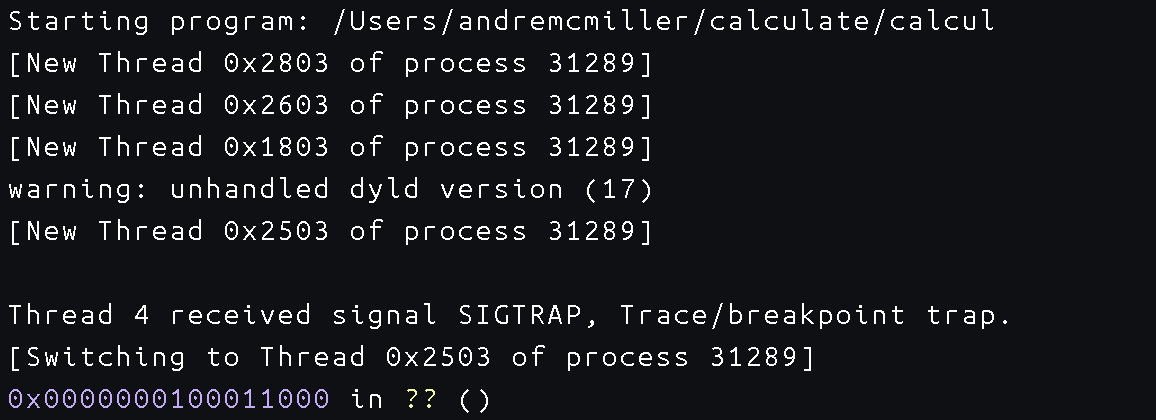 Starting program: /Users/andremcmiller/calculate/calcul
[New Thread 0x2803 of process 31289]
[New Thread 0x2603 of process 31289]
[New Thread 0x1803 of process 31289]
warning: unhandled dyld version (17)
[New Thread 0x2503 of process 31289]
Thread 4 received signal SIGTRAP, Trace/breakpoint trap.
[Switching to Thread 0x2503 of process 31289]
0x0000000100011000 in ?? ()